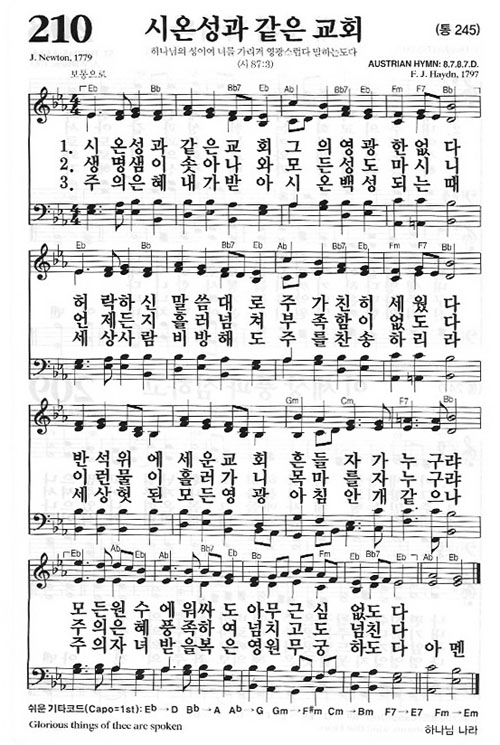 210 시온성과 같은 교회 (통 245)
하나님의 성이여 너를 가리켜 영광스럽다 말하는도다
J. Newton, 1779 (시 87:3) AUSTRIAN HYMN: 8.7.8.7.D.
보통으로 F. J. Haydn, 1797
Eb Bb Bb7 Eb Ab Bb7 Eb Cm Fm F7 Bb
1. 시 온성과 같은교회 그의영광 한없다
2. 생명샘이 솟아나와 모든성도 마시니
3. 주의은혜 내가받아 시온백성 되는때
Eb Bb Bb7 Eb Ab Bb7 Eb Cm Fm F7 Bb
허락하신 말씀대로 주가친히 세웠다
언제든지 흘러넘쳐 부족함이 없도다
세상사람 비방해도 주를찬송 하리라
Gm Cm F7 Bb Bb7
반석위에 세운교회 흔들자가 누구랴
이런물이 흘러가니 목마를자 누구랴
세상헛된 모든영광 아침안개 같으나
Eb Ab Eb Ab Eb Bb Bb Fm Eb Bb7 Eb Ab Eb
모든원수 에워싸도 아무근심 없도다
주의은혜 풍족하여 넘치고도 넘친다
주의자녀 받을복은 영원무궁 하도다 아멘
쉬운 기타코드(Capo=1st): Eb→D Bb→A Ab→G Gm→F#m Cm→Bm F7→E7 Fm→Em
Glorious things of thee are spoken 하나님 나라